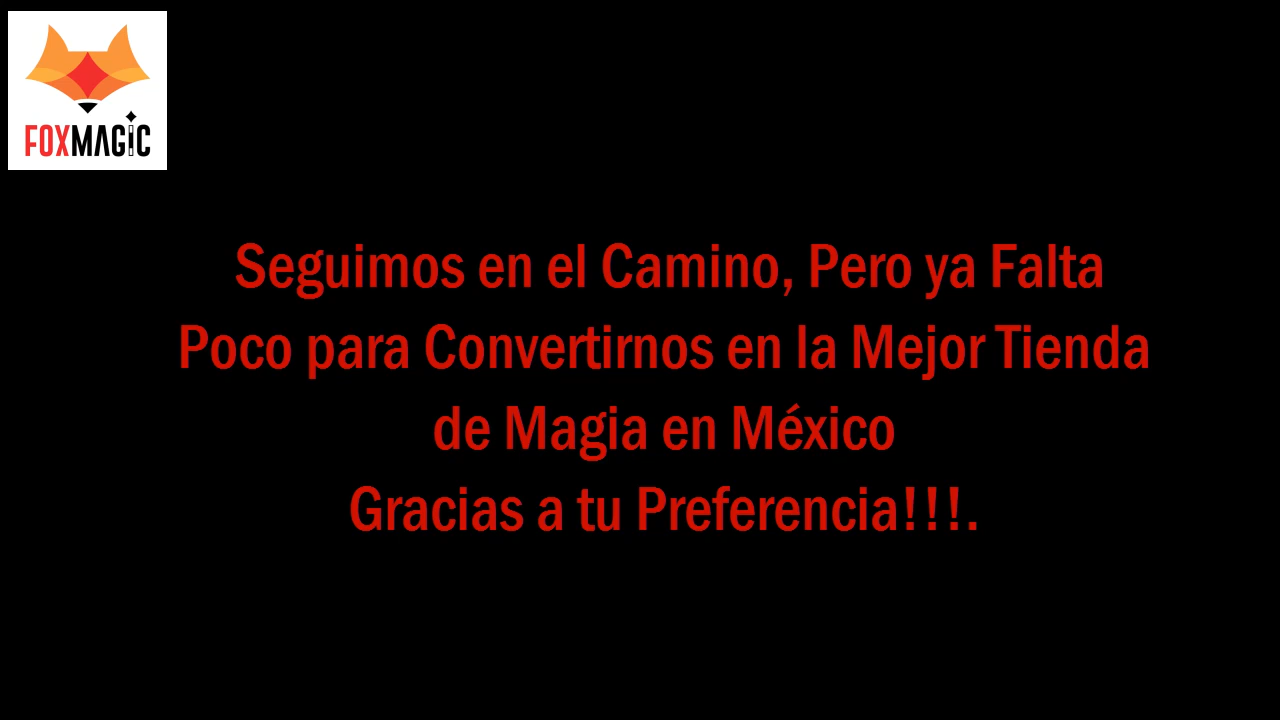 FOXMAGIC
Seguimos en el Camino, Pero ya Falta
Poco para Convertirnos en la Mejor Tienda
de Magia en México
Gracias a tu Preferencia!!!.